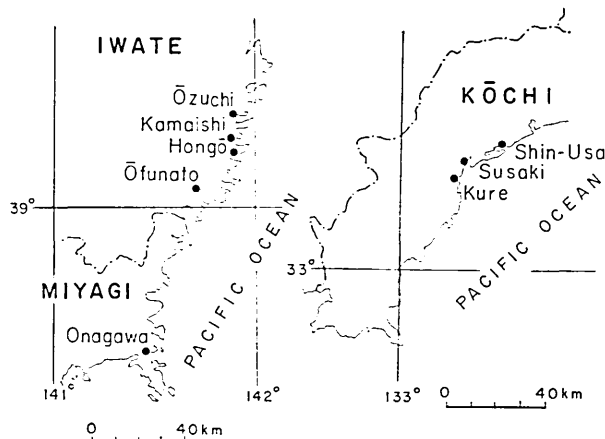 IWATE
Ōzuchi
Kamaishi
Hongō
Ōfunato
39°
PACIFIC OCEAN
MIYAGI
Onagawa
141°
142°
0 40km
KŌCHI
Shin-Usa
Susaki
Kure
33°
PACIFIC OCEAN
133°
0 40km